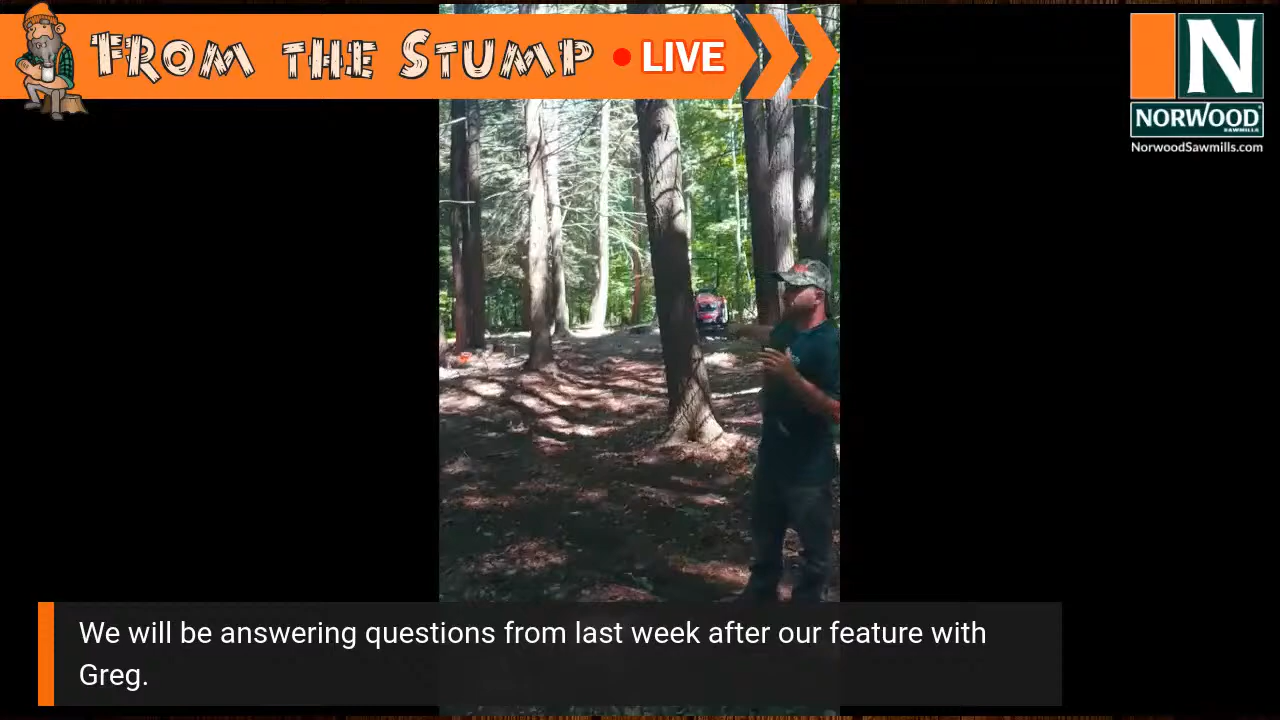 FROM THE STUMP
LIVE
N
NORWOOD
SAWMILLS
NorwoodSawmills.com
We will be answering questions from last week after our feature with
Greg.